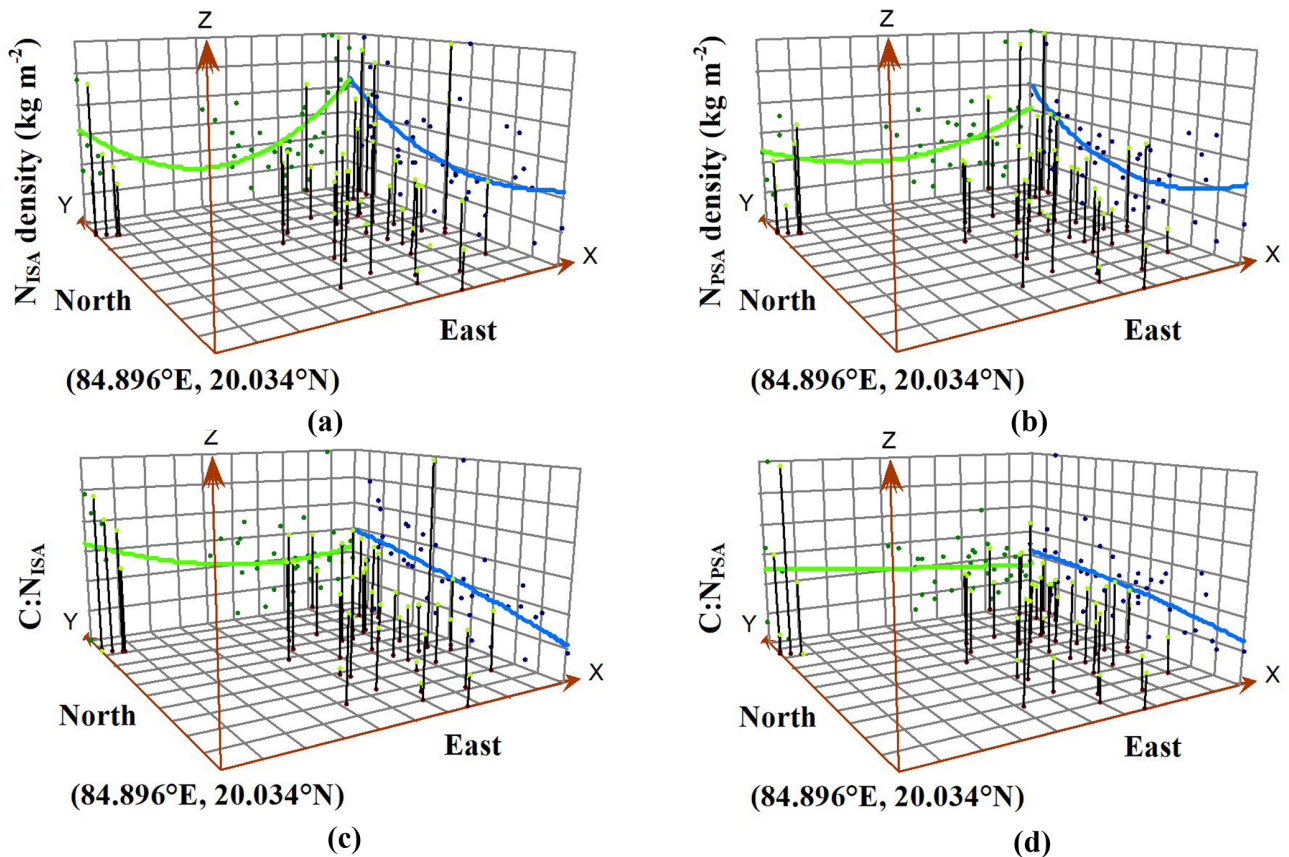 Z
Z
N_ISA density (kg m⁻²)
N_PSA density (kg m⁻²)
Y
X
Y
X
North
East
North
East
(84.896°E, 20.034°N)
(84.896°E, 20.034°N)
(a)
(b)
Z
Z
C:N_ISA
C:N_PSA
Y
X
Y
X
North
East
North
East
(84.896°E, 20.034°N)
(84.896°E, 20.034°N)
(c)
(d)